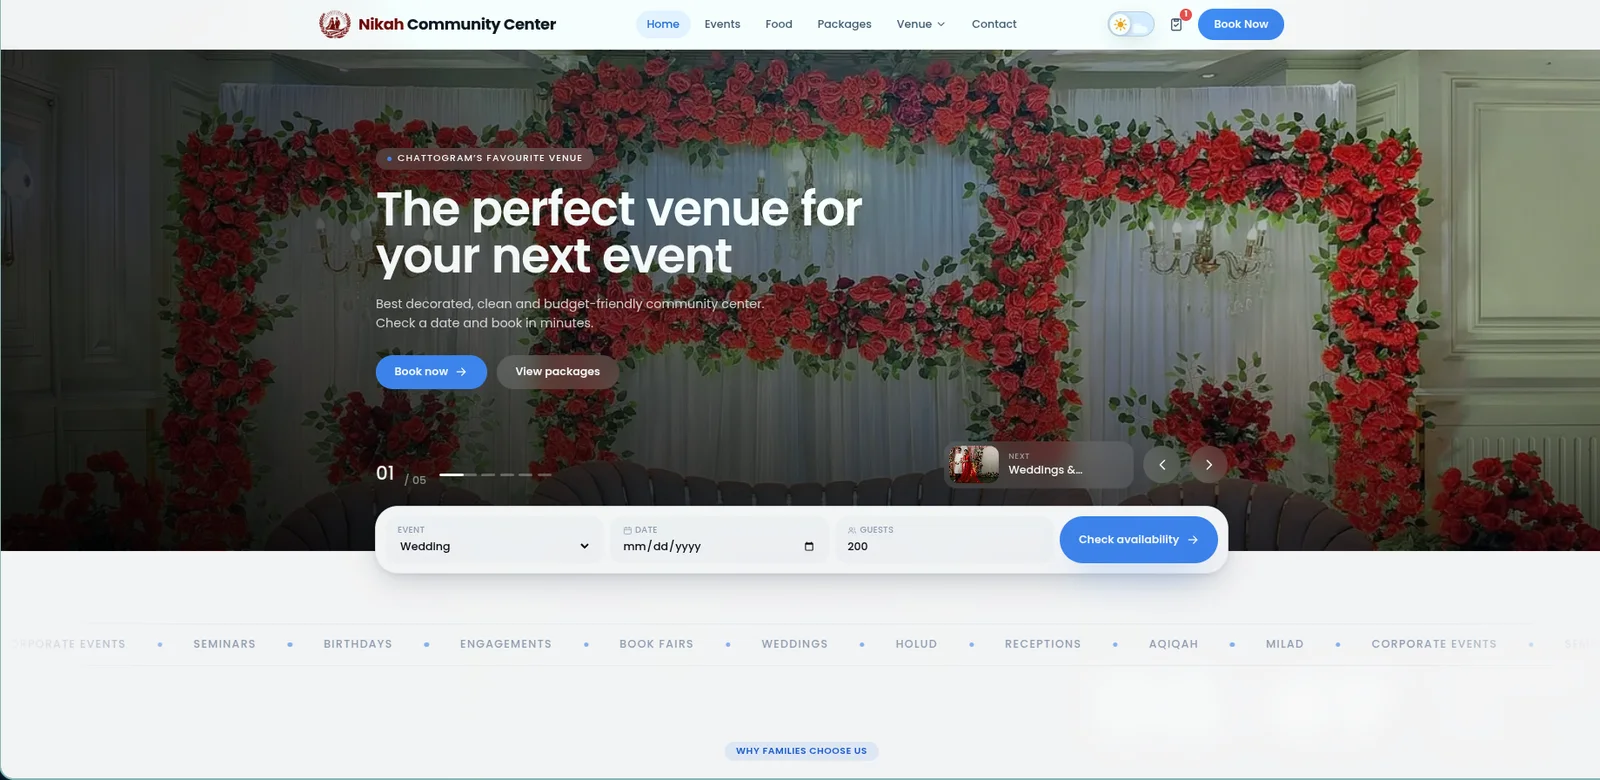 Nikah Community Center
Home
Events
Food
Packages
Venue
Contact
1
Book Now
CHATTOGRAM'S FAVOURITE VENUE
The perfect venue for
your next event
Best decorated, clean and budget-friendly community center.
Check a date and book in minutes.
Book now
View packages
01 / 05
NEXT
Weddings &...
EVENT
Wedding
DATE
mm/dd/yyyy
GUESTS
200
Check availability
CORPORATE EVENTS • SEMINARS • BIRTHDAYS • ENGAGEMENTS • BOOK FAIRS • WEDDINGS • HOLUD • RECEPTIONS • AQIQAH • MILAD • CORPORATE EVENTS •
WHY FAMILIES CHOOSE US